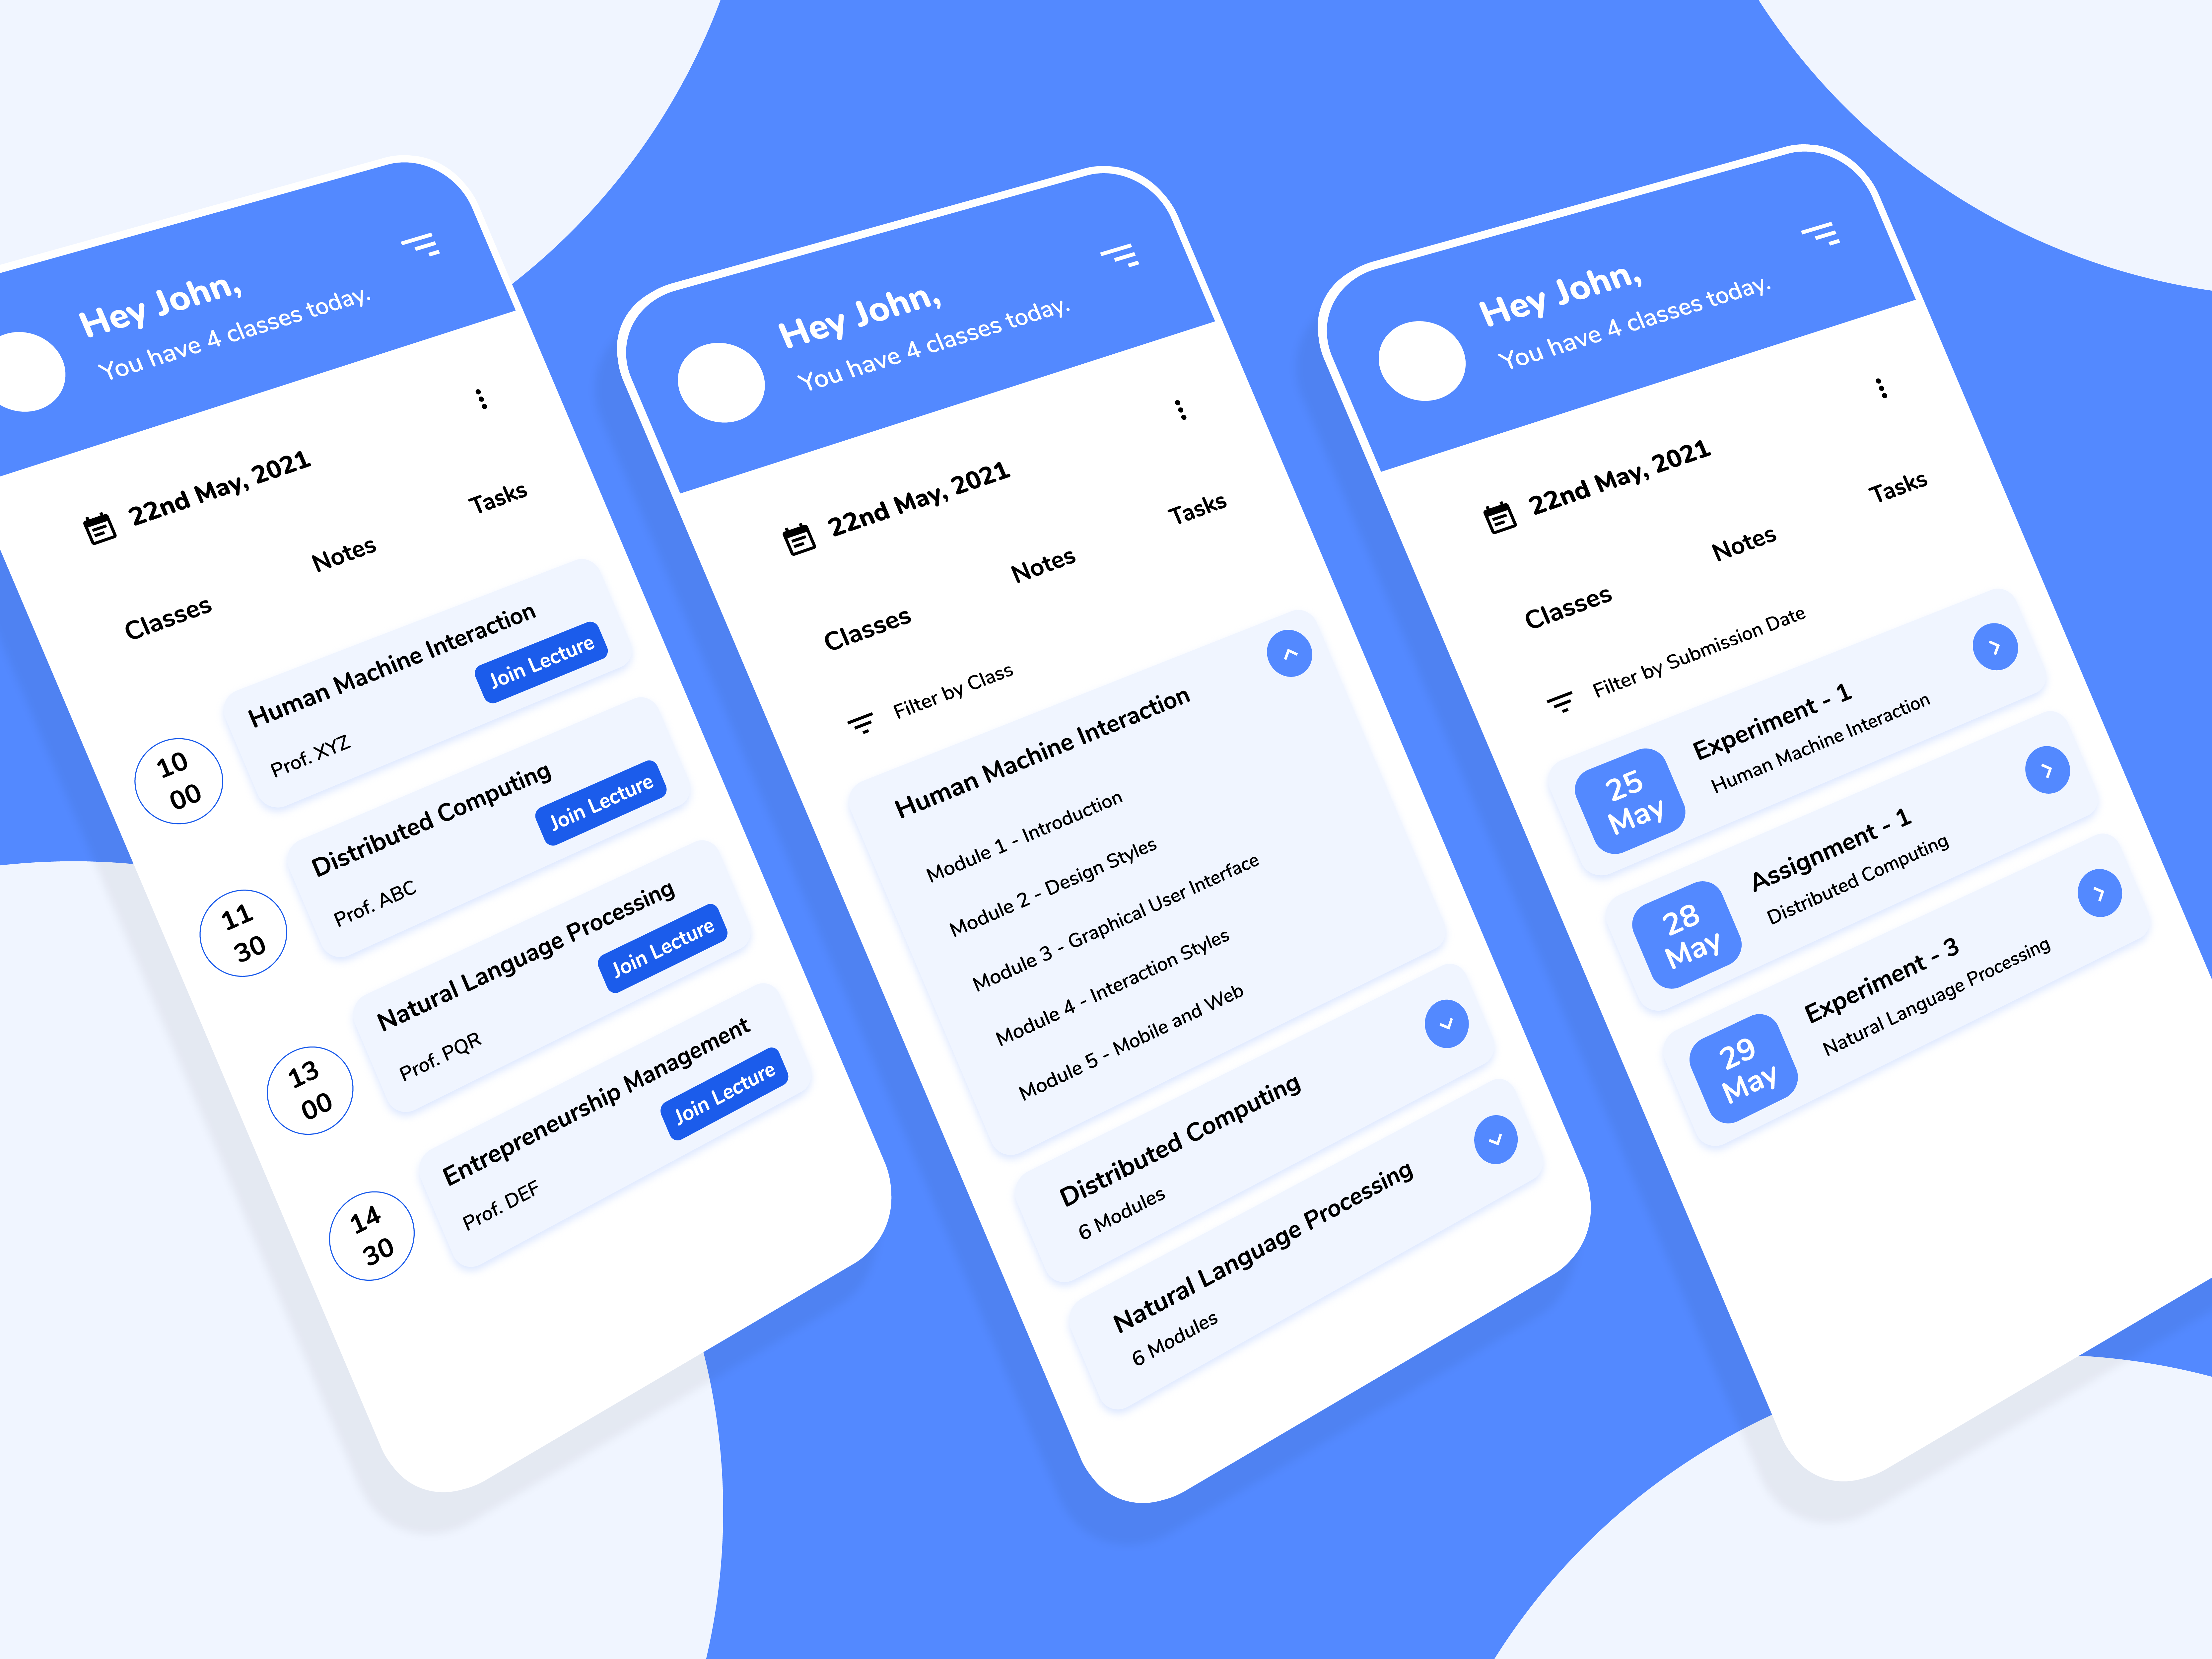 Hey John,
You have 4 classes today.
22nd May, 2021
Classes
Notes
Tasks
10
00
Human Machine Interaction
Prof. XYZ
Join Lecture
11
30
Distributed Computing
Prof. ABC
Join Lecture
13
00
Natural Language Processing
Prof. PQR
Join Lecture
14
30
Entrepreneurship Management
Prof. DEF
Join Lecture
Hey John,
You have 4 classes today.
22nd May, 2021
Classes
Notes
Tasks
Filter by Class
Human Machine Interaction
Module 1 - Introduction
Module 2 - Design Styles
Module 3 - Graphical User Interface
Module 4 - Interaction Styles
Module 5 - Mobile and Web
Distributed Computing
6 Modules
Natural Language Processing
6 Modules
Hey John,
You have 4 classes today.
22nd May, 2021
Classes
Notes
Tasks
Filter by Submission Date
25
May
Experiment - 1
Human Machine Interaction
28
May
Assignment - 1
Distributed Computing
29
May
Experiment - 3
Natural Language Processing